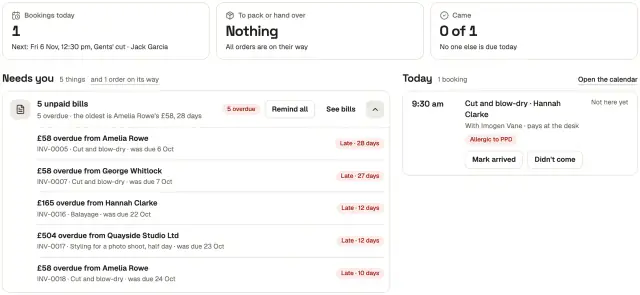 Bookings today
1
Next: Fri 6 Nov, 12:30 pm, Gents' cut · Jack Garcia
To pack or hand over
Nothing
All orders are on their way
Came
0 of 1
No one else is due today
Needs you 5 things and 1 order on its way
5 unpaid bills
5 overdue · the oldest is Amelia Rowe's £58, 28 days
5 overdue Remind all See bills
£58 overdue from Amelia Rowe
INV-0005 · Cut and blow-dry · was due 6 Oct
Late · 28 days
£58 overdue from George Whitlock
INV-0007 · Cut and blow-dry · was due 7 Oct
Late · 27 days
£165 overdue from Hannah Clarke
INV-0016 · Balayage · was due 22 Oct
Late · 12 days
£504 overdue from Quayside Studio Ltd
INV-0017 · Styling for a photo shoot, half day · was due 23 Oct
Late · 12 days
£58 overdue from Amelia Rowe
INV-0018 · Cut and blow-dry · was due 24 Oct
Late · 10 days
Today 1 booking Open the calendar
9:30 am
Cut and blow-dry · Hannah
Clarke
With Imogen Vane · pays at the desk
Allergic to PPD
Not here yet
Mark arrived Didn't come